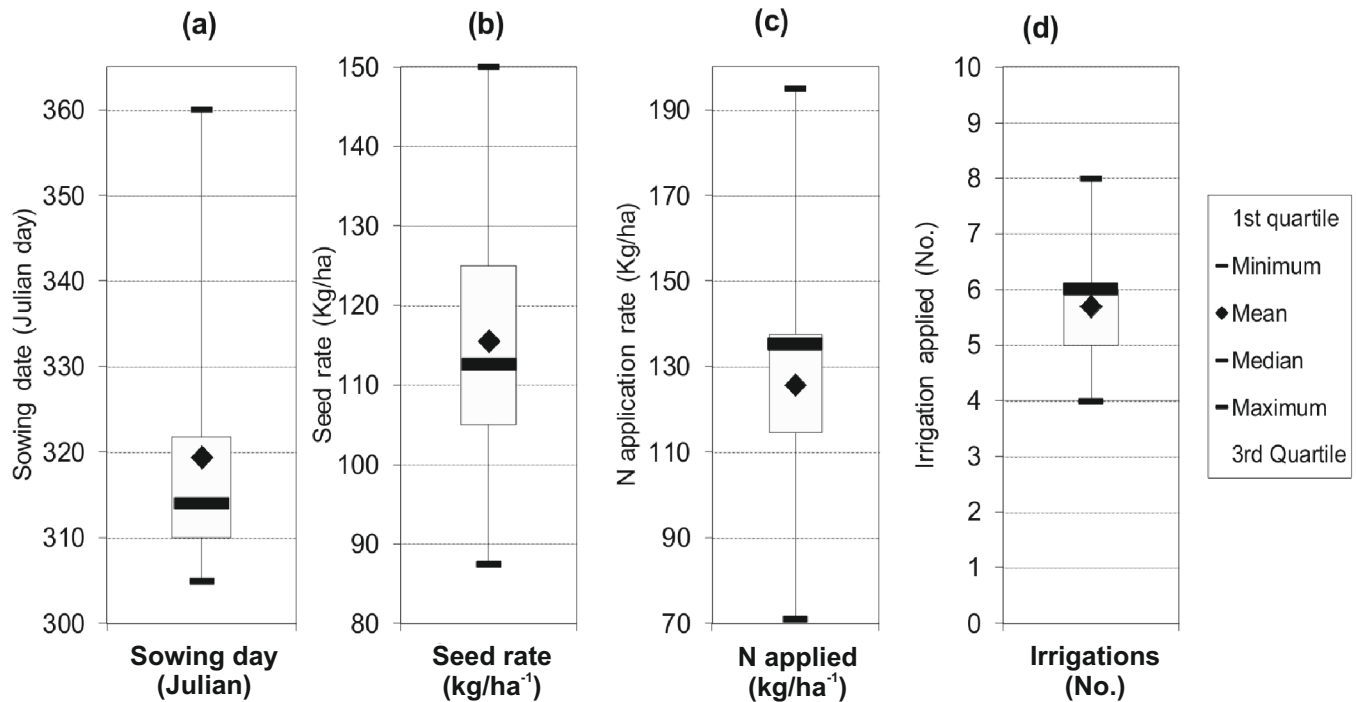 (a)
Sowing date (Julian day)
360
350
340
330
320
310
300
Sowing day
(Julian)
(b)
Seed rate (Kg/ha)
150
140
130
120
110
100
90
80
Seed rate
(kg/ha-1)
(c)
N application rate (Kg/ha)
190
170
150
130
110
90
70
N applied
(kg/ha-1)
(d)
Irrigation applied (No.)
10
9
8
7
6
5
4
3
2
1
0
Irrigations
(No.)
1st quartile
Minimum
Mean
Median
Maximum
3rd Quartile